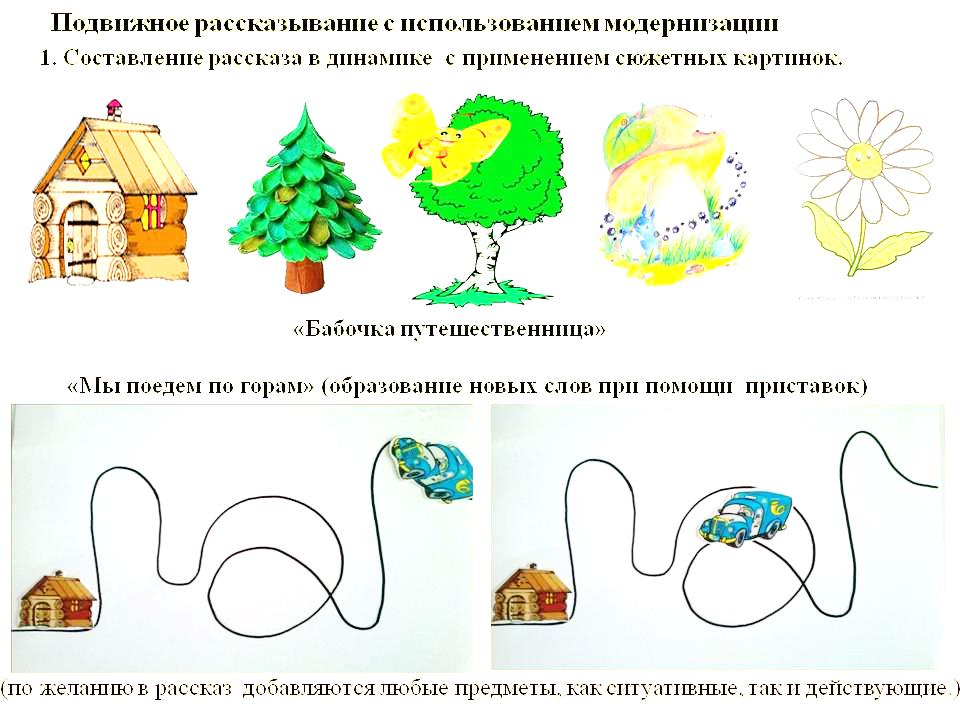 Подвижное рассказывание с использованием модернизации
1. Составление рассказа в динамике с применением сюжетных картинок.
«Бабочка путешественница»
«Мы поедем по горам» (образование новых слов при помощи приставок)
(по желанию в рассказ добавляются любые предметы, как ситуативные, так и действующие.)